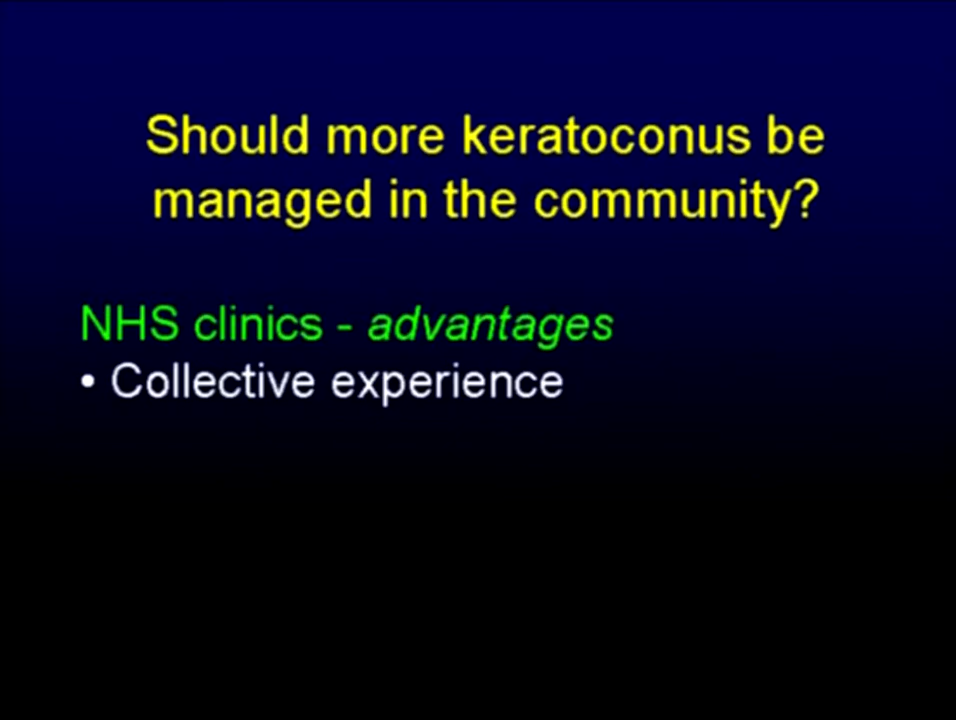 Should more keratoconus be
managed in the community?
NHS clinics - advantages
• Collective experience